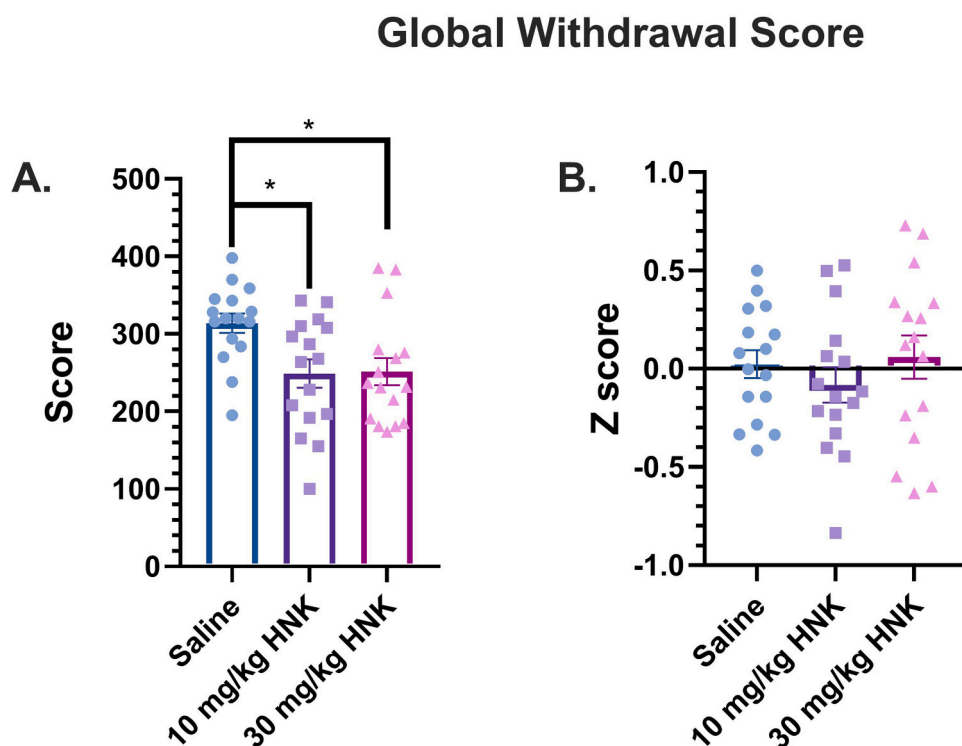 Global Withdrawal Score
A.
*
*
Score
500
400
300
200
100
0
Saline
10 mg/kg HNK
30 mg/kg HNK
B.
Z score
1.0
0.5
0.0
-0.5
-1.0
Saline
10 mg/kg HNK
30 mg/kg HNK